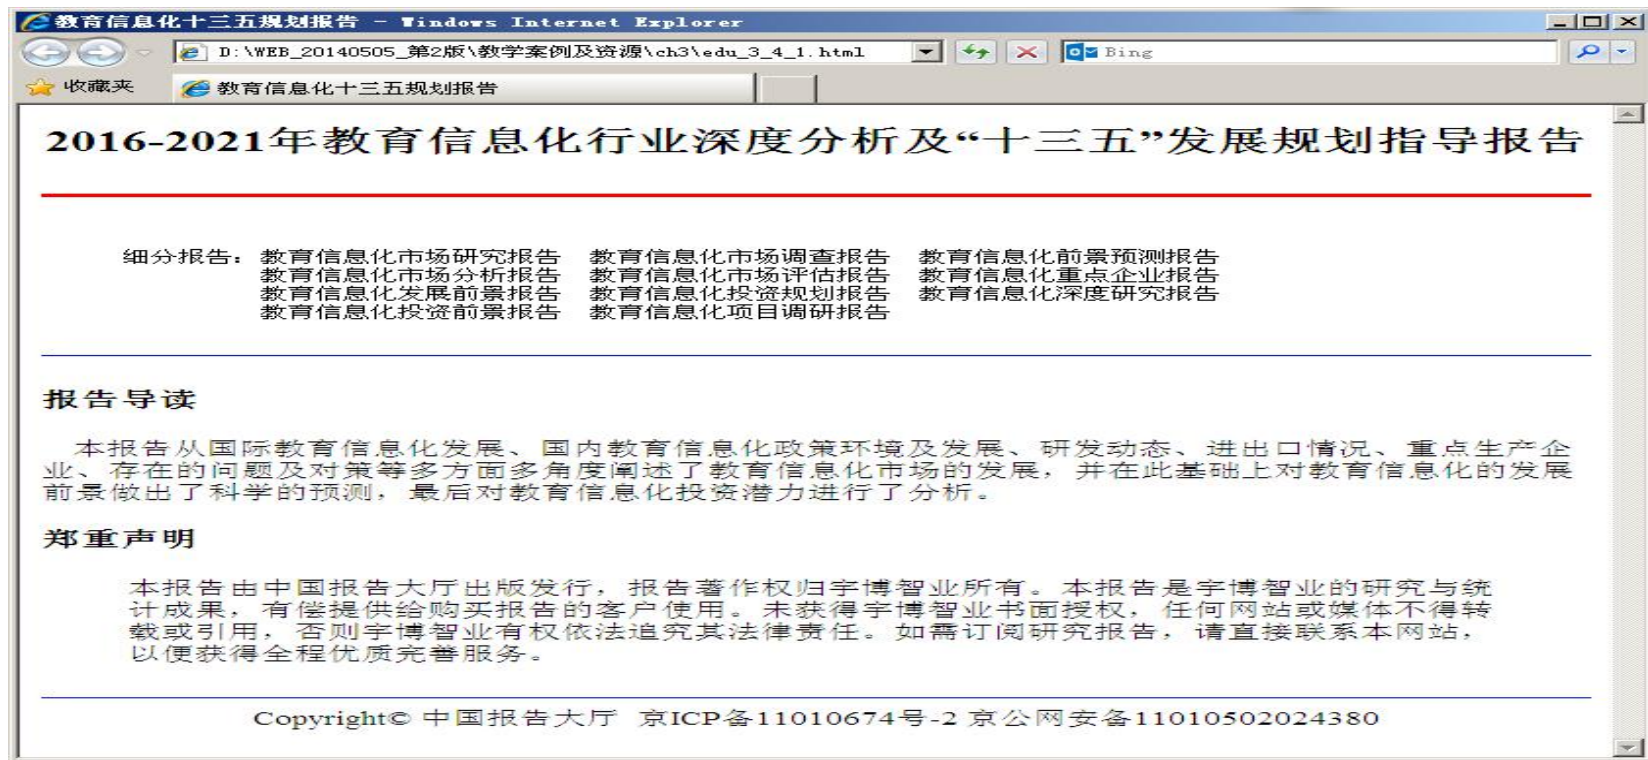 教育信息化十三五规划报告 - Windows Internet Explorer
D:\WEB_20140505_第2版\教学案例及资源\ch3\edu_3_4_1.html
Bing
收藏夹
教育信息化十三五规划报告
2016-2021年教育信息化行业深度分析及“十三五”发展规划指导报告
细分报告：教育信息化市场研究报告 教育信息化市场调查报告 教育信息化前景预测报告
教育信息化市场分析报告 教育信息化市场评估报告 教育信息化重点企业报告
教育信息化发展前景报告 教育信息化投资规划报告 教育信息化深度研究报告
教育信息化投资前景报告 教育信息化项目调研报告
报告导读
本报告从国际教育信息化发展、国内教育信息化政策环境及发展、研发动态、进出口情况、重点生产企
业、存在的问题及对策等多方面多角度阐述了教育信息化市场的发展，并在此基础上对教育信息化的发展
前景做出了科学的预测，最后对教育信息化投资潜力进行了分析。
郑重声明
本报告由中国报告大厅出版发行，报告著作权归宇博智业所有。本报告是宇博智业的研究与统
计成果，有偿提供给购买报告的客户使用。未获得宇博智业书面授权，任何网站或媒体不得转
载或引用，否则宇博智业有权依法追究其法律责任。如需订阅研究报告，请直接联系本网站，
以便获得全程优质完善服务。
Copyright© 中国报告大厅 京ICP备11010674号-2 京公网安备11010502024380